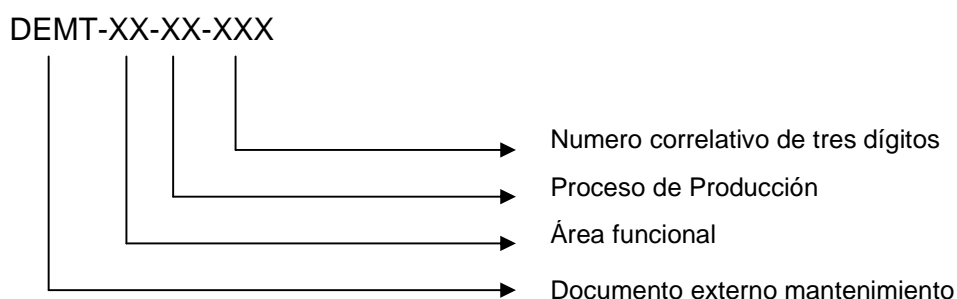 DEMT-XX-XX-XXX
Numero correlativo de tres dígitos
Proceso de Producción
Área funcional
Documento externo mantenimiento